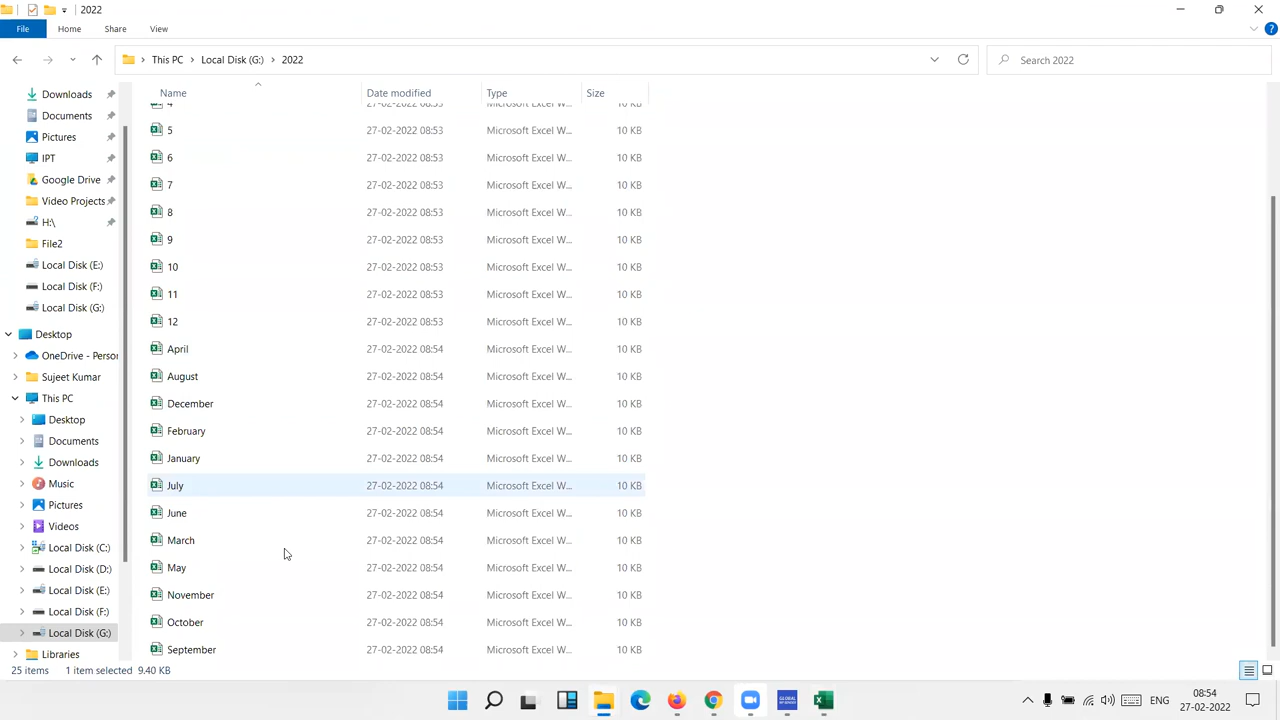 2022
File Home Share View
This PC Local Disk (G:) 2022 Search 2022
Name Date modified Type Size
Downloads
Documents
Pictures
IPT
Google Drive
Video Projects
H:\
File2
Local Disk (E:)
Local Disk (F:)
Local Disk (G:)
Desktop
OneDrive - Person
Sujeet Kumar
This PC
Desktop
Documents
Downloads
Music
Pictures
Videos
Local Disk (C:)
Local Disk (D:)
Local Disk (E:)
Local Disk (F:)
Local Disk (G:)
Libraries
4 27-02-2022 08:53 Microsoft Excel W... 10 KB
5 27-02-2022 08:53 Microsoft Excel W... 10 KB
6 27-02-2022 08:53 Microsoft Excel W... 10 KB
7 27-02-2022 08:53 Microsoft Excel W... 10 KB
8 27-02-2022 08:53 Microsoft Excel W... 10 KB
9 27-02-2022 08:53 Microsoft Excel W... 10 KB
10 27-02-2022 08:53 Microsoft Excel W... 10 KB
11 27-02-2022 08:53 Microsoft Excel W... 10 KB
12 27-02-2022 08:53 Microsoft Excel W... 10 KB
April 27-02-2022 08:54 Microsoft Excel W... 10 KB
August 27-02-2022 08:54 Microsoft Excel W... 10 KB
December 27-02-2022 08:54 Microsoft Excel W... 10 KB
February 27-02-2022 08:54 Microsoft Excel W... 10 KB
January 27-02-2022 08:54 Microsoft Excel W... 10 KB
July 27-02-2022 08:54 Microsoft Excel W... 10 KB
June 27-02-2022 08:54 Microsoft Excel W... 10 KB
March 27-02-2022 08:54 Microsoft Excel W... 10 KB
May 27-02-2022 08:54 Microsoft Excel W... 10 KB
November 27-02-2022 08:54 Microsoft Excel W... 10 KB
October 27-02-2022 08:54 Microsoft Excel W... 10 KB
September 27-02-2022 08:54 Microsoft Excel W... 10 KB
25 items 1 item selected 9.40 KB
ENG
08:54
27-02-2022